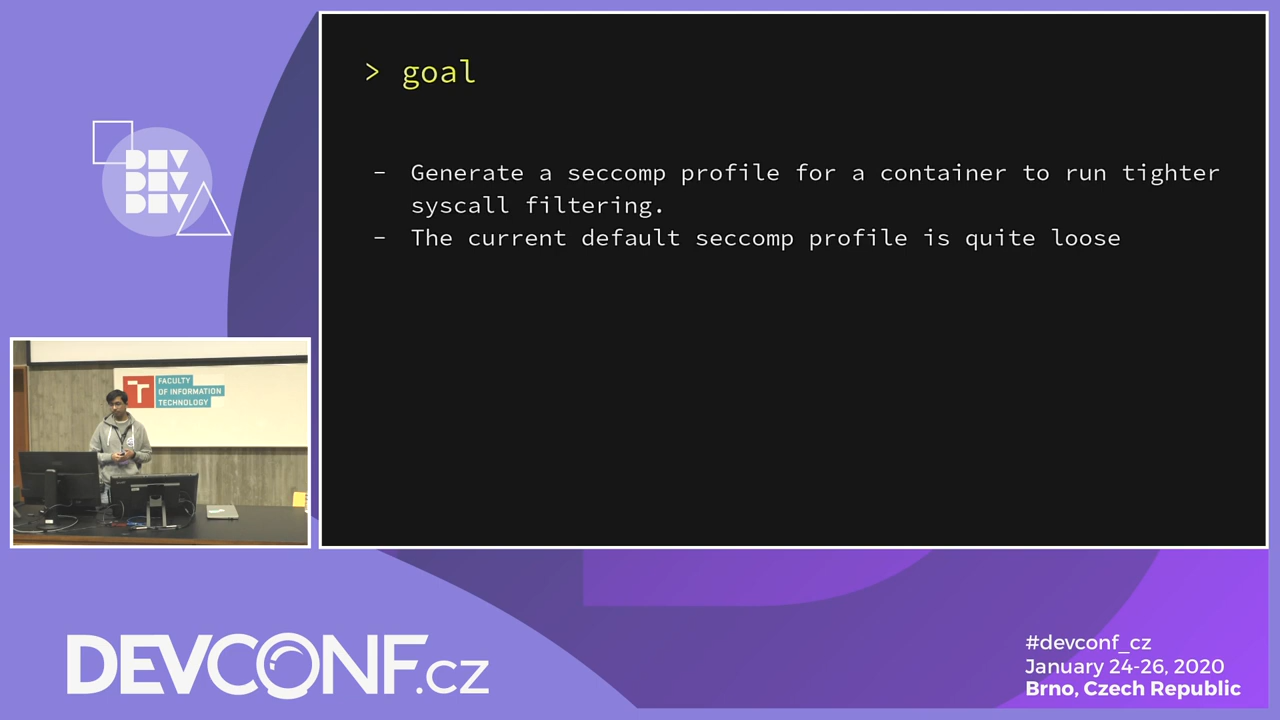 > goal
- Generate a seccomp profile for a container to run tighter
syscall filtering.
- The current default seccomp profile is quite loose
DEV
DEV
DEV
FACULTY
OF INFORMATION
TECHNOLOGY
DEVCONF.cz
#devconf_cz
January 24-26, 2020
Brno, Czech Republic